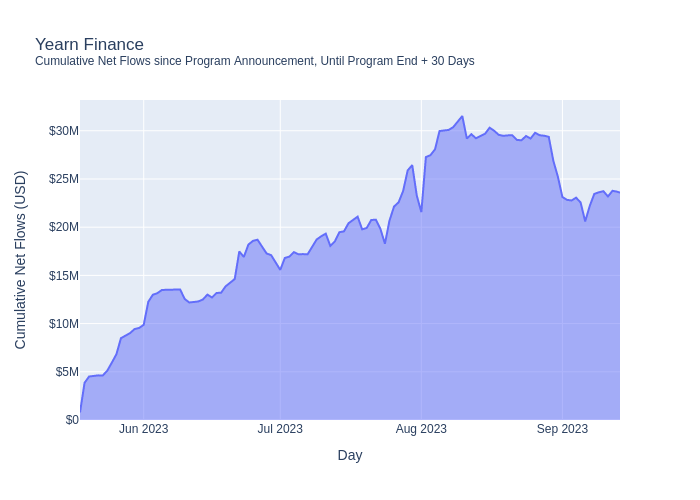 Yearn Finance
Cumulative Net Flows since Program Announcement, Until Program End + 30 Days
$30M
$25M
$20M
$15M
$10M
$5M
$0
Cumulative Net Flows (USD)
Jun 2023 Jul 2023 Aug 2023 Sep 2023
Day